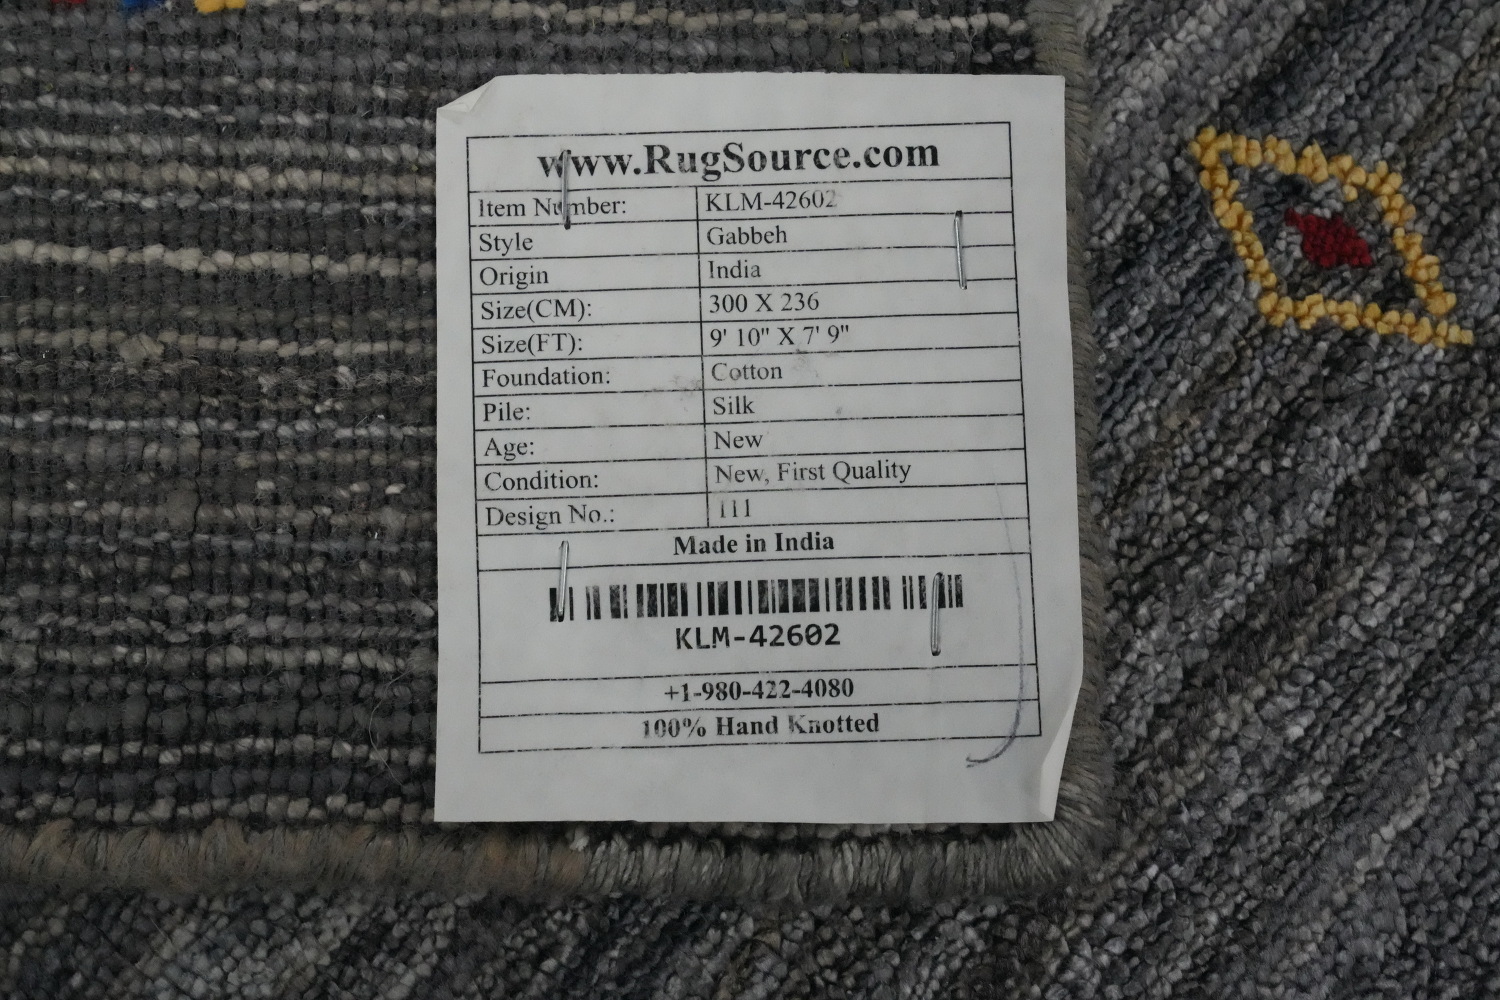 www.RugSource.com
Item Number: KLM-42602
Style Gabbeh
Origin India
Size(CM): 300 X 236
Size(FT): 9' 10" X 7' 9"
Foundation: Cotton
Pile: Silk
Age: New
Condition: New, First Quality
Design No.: 111
Made in India
KLM-42602
+1-980-422-4080
100% Hand Knotted